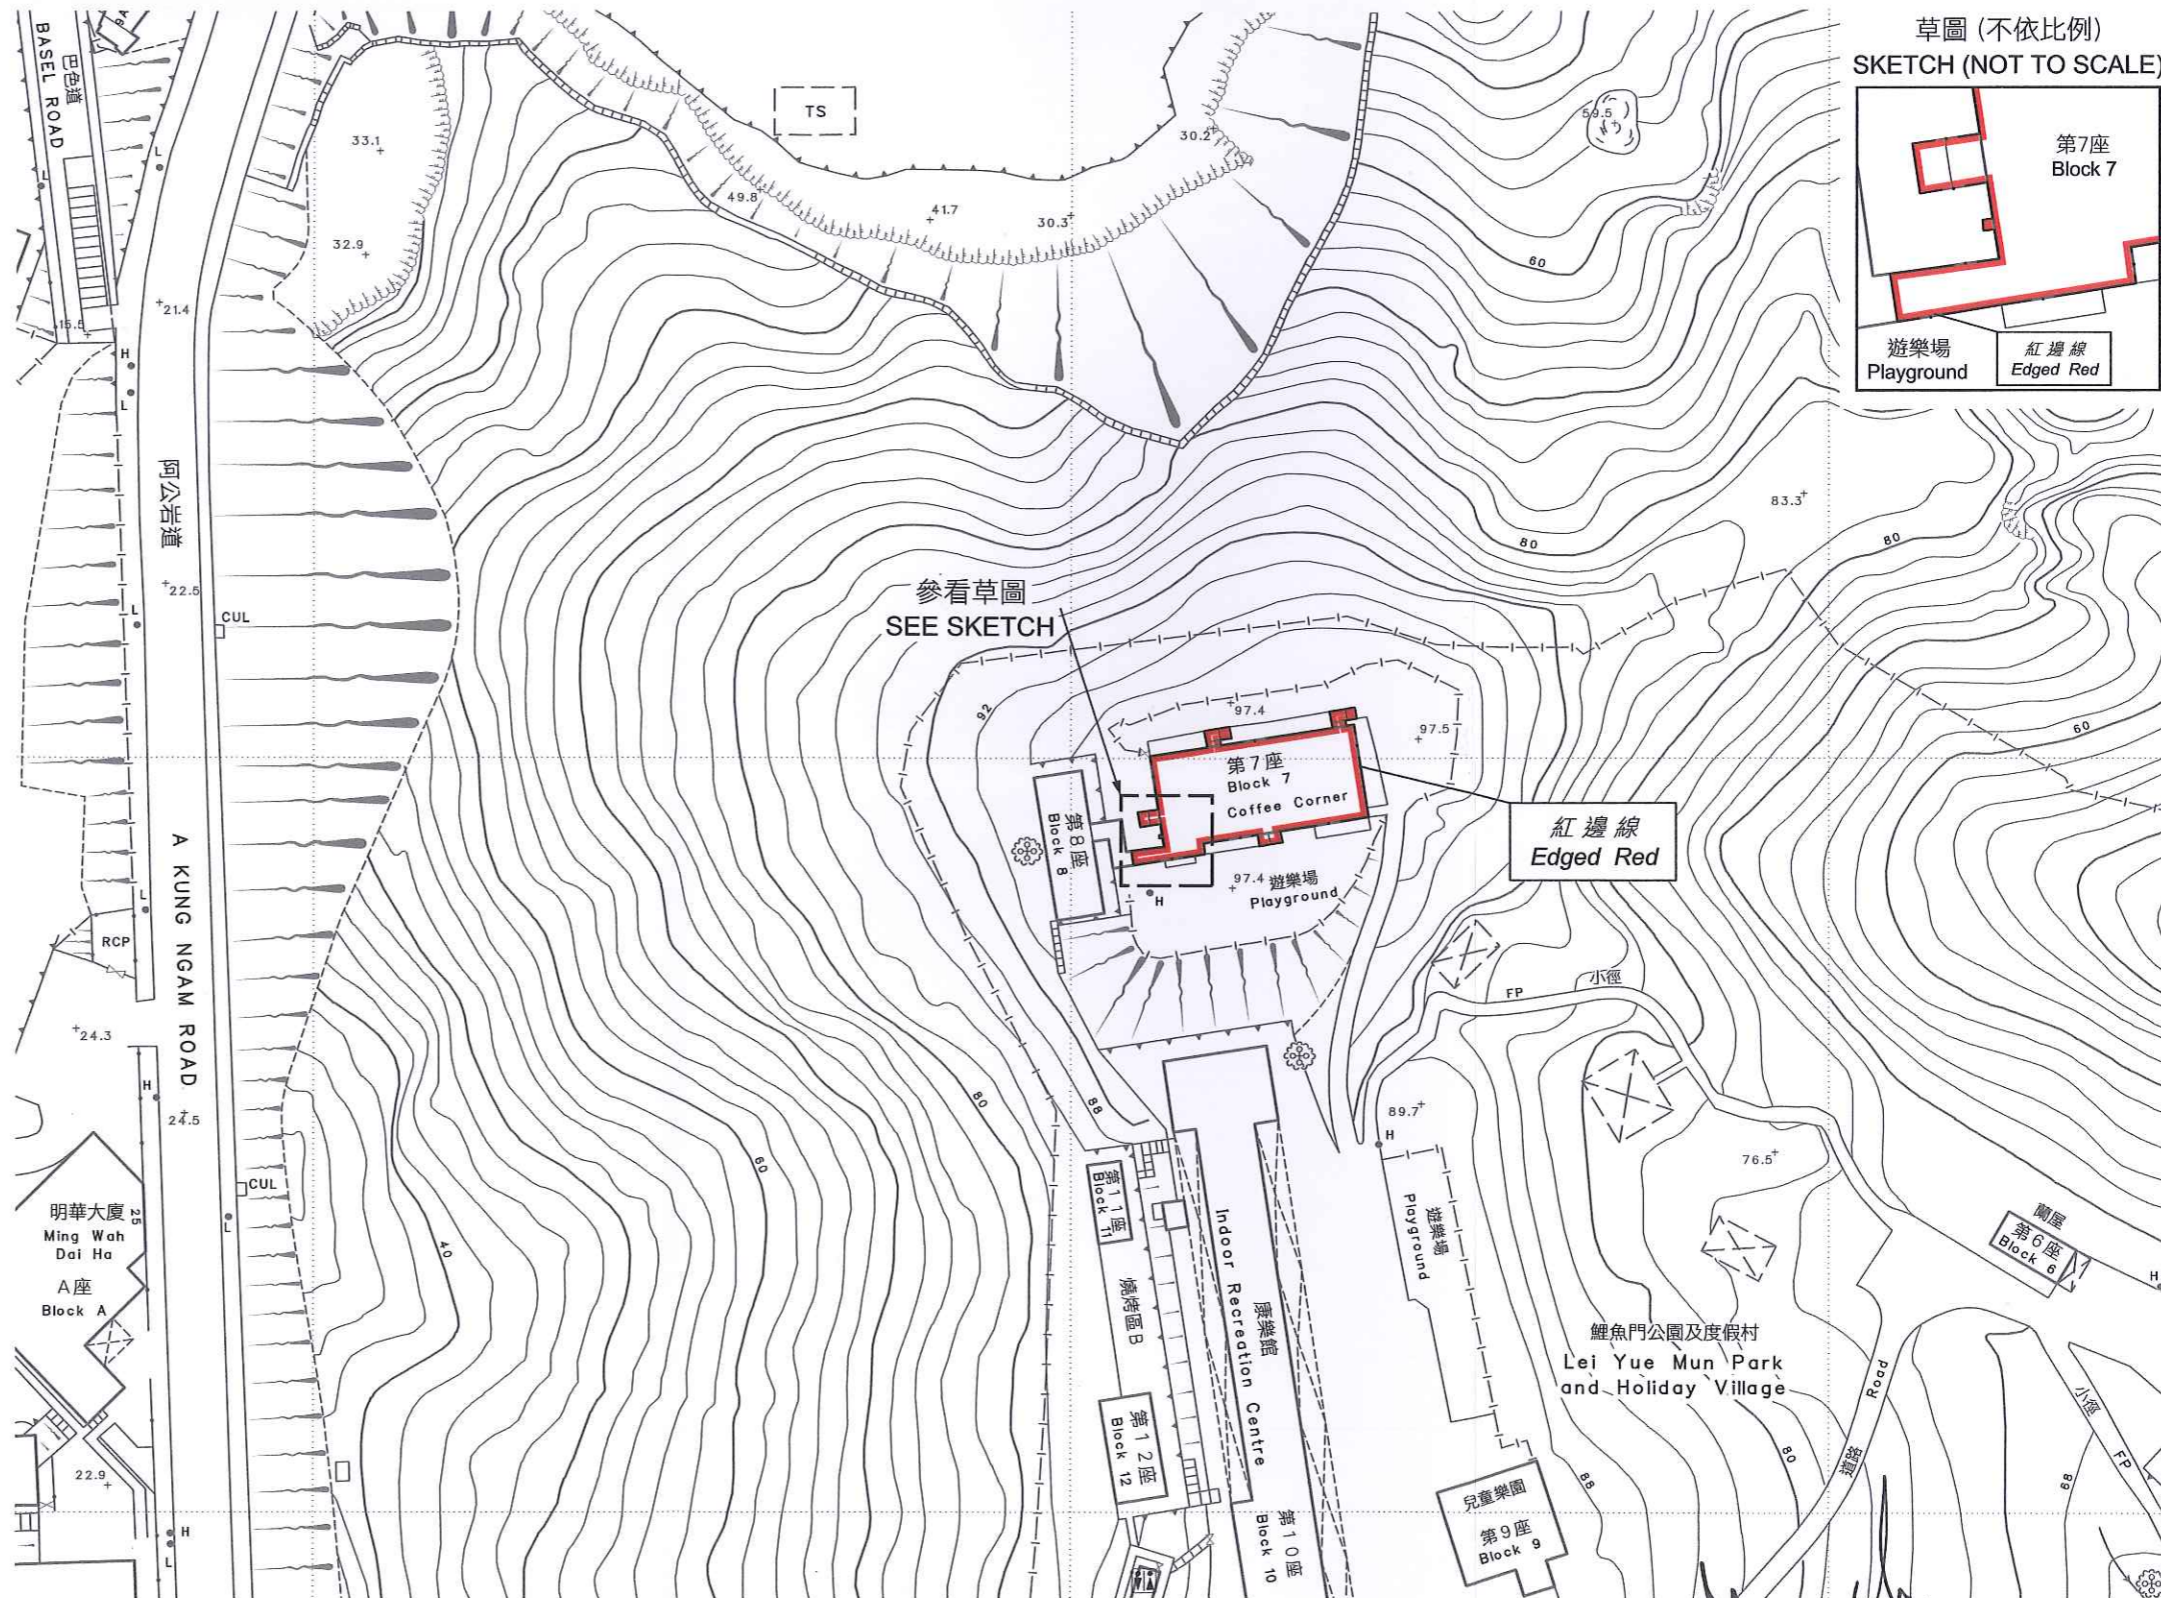 草圖 (不依比例)
SKETCH (NOT TO SCALE)
第7座
Block 7
遊樂場
Playground
紅邊線
Edged Red
巴色道
BASEL ROAD
L
L
TS
33.1
32.9
49.8
41.7
30.3
30.2
59.5
60
21.4
15.5
H
L
阿公岩道
22.5
L
CUL
80
83.3
80
參看草圖
SEE SKETCH
92
97.4
97.5
60
第7座
Block 7
Coffee Corner
第8座
Block 8
紅邊線
Edged Red
97.4
遊樂場
Playground
H
A KUNG NGAM ROAD
L
RCP
24.3
H
24.5
FP
小徑
80
88
89.7
H
76.5
60
CUL
L
40
明華大廈
Ming Wah
Dai Ha
25
A座
Block A
第11座
Block 11
燒烤區B
第12座
Block 12
康樂館
Indoor Recreation Centre
第10座
Block 10
遊樂場
Playground
蘭屋
第6座
Block 6
H
鯉魚門公園及度假村
Lei Yue Mun Park
and Holiday Village
道路
Road
小徑
FP
80
88
88
兒童樂園
第9座
Block 9
22.9
H
L